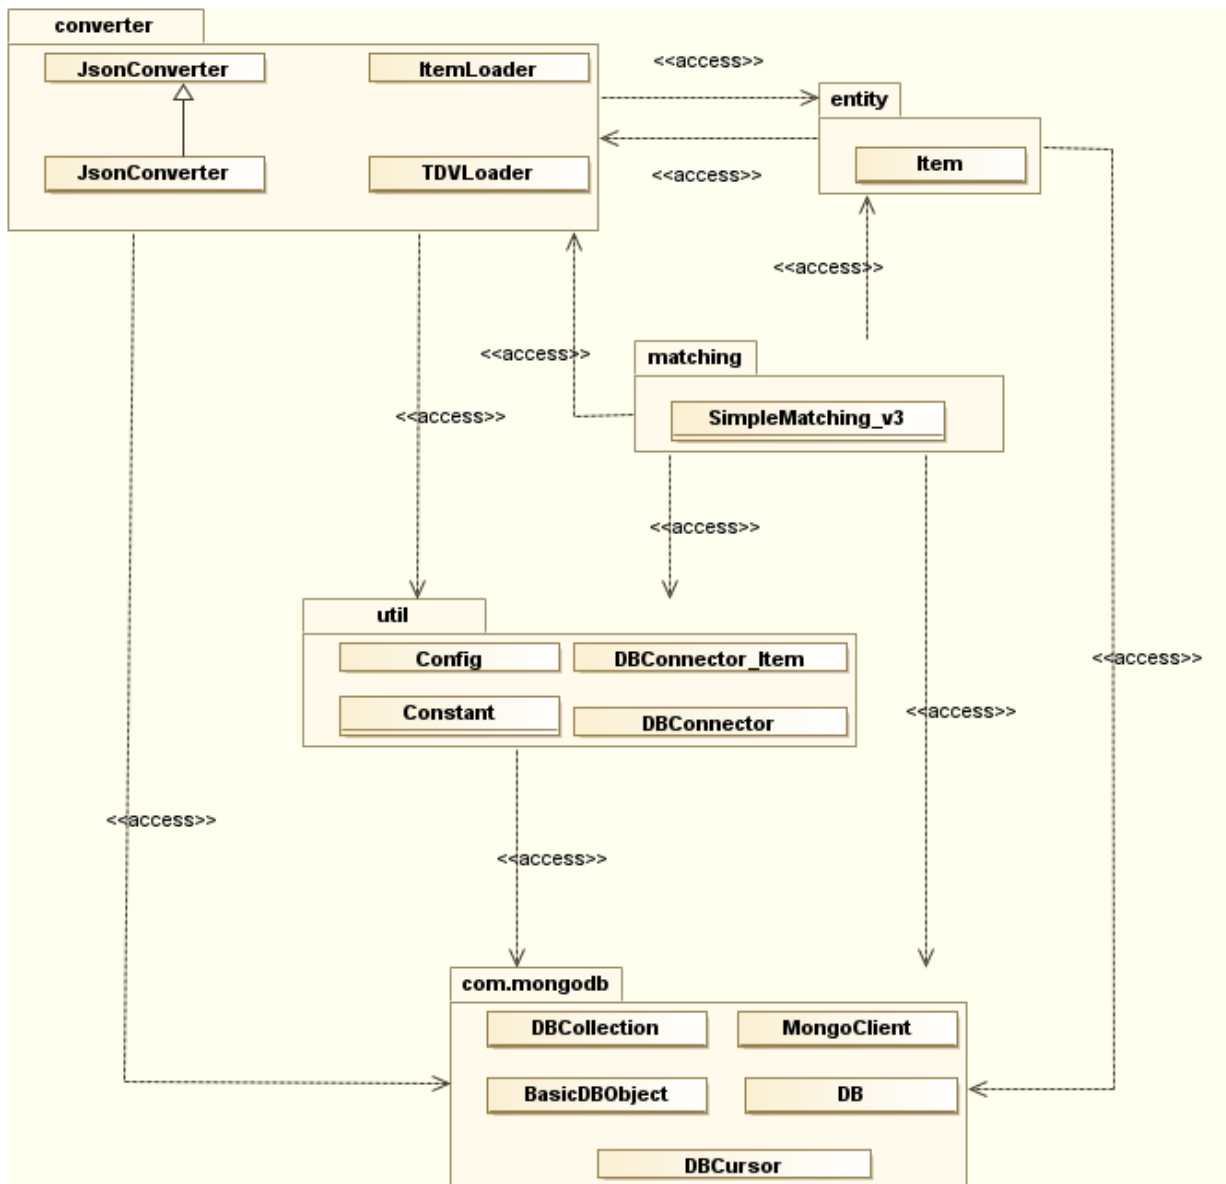 converter
JsonConverter
ItemLoader
<<access>>
entity
JsonConverter
TDVLoader
Item
<<access>>
<<access>>
<<access>>
matching
<<access>>
SimpleMatching_v3
<<access>>
util
Config
DBConnector_Item
<<access>>
Constant
DBConnector
<<access>>
<<access>>
<<access>>
com.mongodb
DBCollection
MongoClient
BasicDBObject
DB
DBCursor